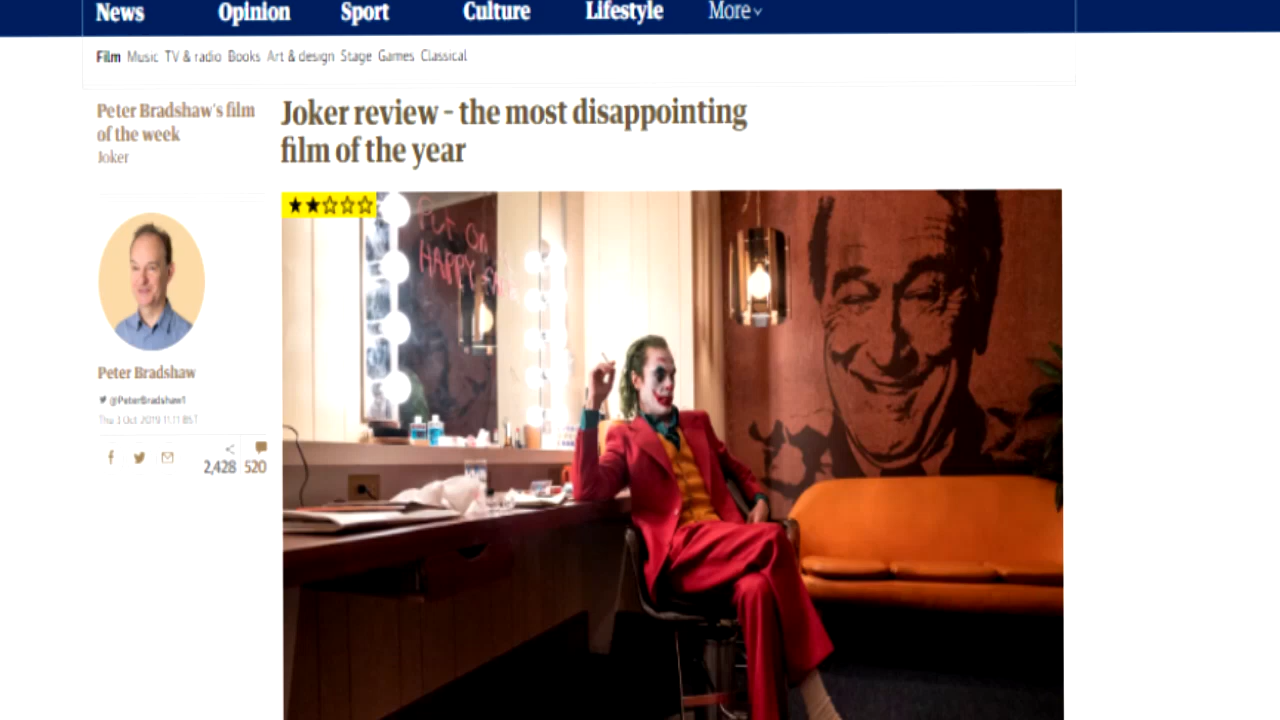 News Opinion Sport Culture Lifestyle More
Film Music TV & radio Books Art & design Stage Games Classical
Peter Bradshaw's film
of the week
Joker
Joker review – the most disappointing
film of the year
PUT ON
HAPPY
Peter Bradshaw
@PeterBradshaw1
Thu 3 Oct 2019 11.11 BST
2,428 520